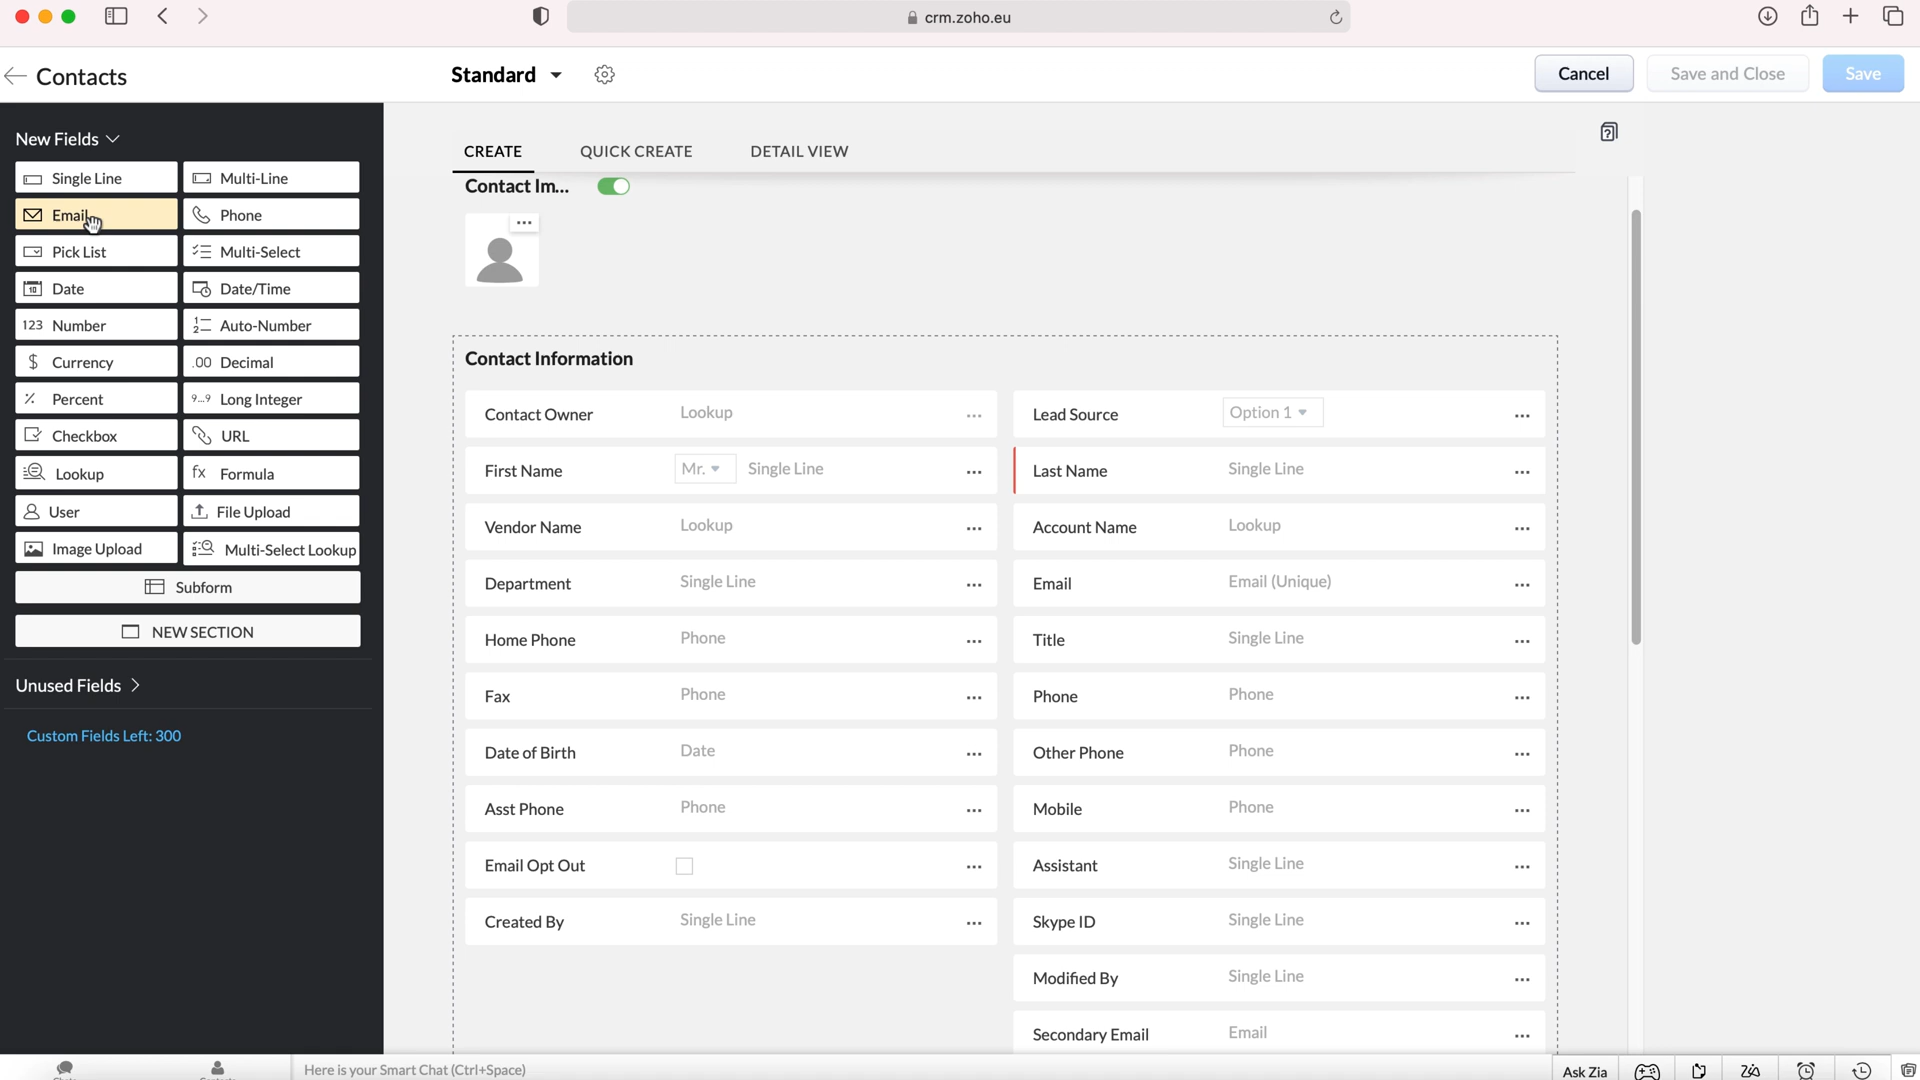 crm.zoho.eu
Contacts
Standard
Cancel
Save and Close
Save
New Fields
Single Line
Multi-Line
Email
Phone
Pick List
Multi-Select
Date
Date/Time
123 Number
Auto-Number
$ Currency
.00 Decimal
Percent
9...9 Long Integer
Checkbox
URL
Lookup
fx Formula
User
File Upload
Image Upload
Multi-Select Lookup
Subform
NEW SECTION
Unused Fields
Custom Fields Left: 300
CREATE QUICK CREATE DETAIL VIEW
Contact Im...
Contact Information
Contact Owner Lookup
Lead Source Option 1
First Name Mr. Single Line
Last Name Single Line
Vendor Name Lookup
Account Name Lookup
Department Single Line
Email Email (Unique)
Home Phone Phone
Title Single Line
Fax Phone
Phone Phone
Date of Birth Date
Other Phone Phone
Asst Phone Phone
Mobile Phone
Email Opt Out
Assistant Single Line
Created By Single Line
Skype ID Single Line
Modified By Single Line
Secondary Email Email
Here is your Smart Chat (Ctrl+Space)
Ask Zia